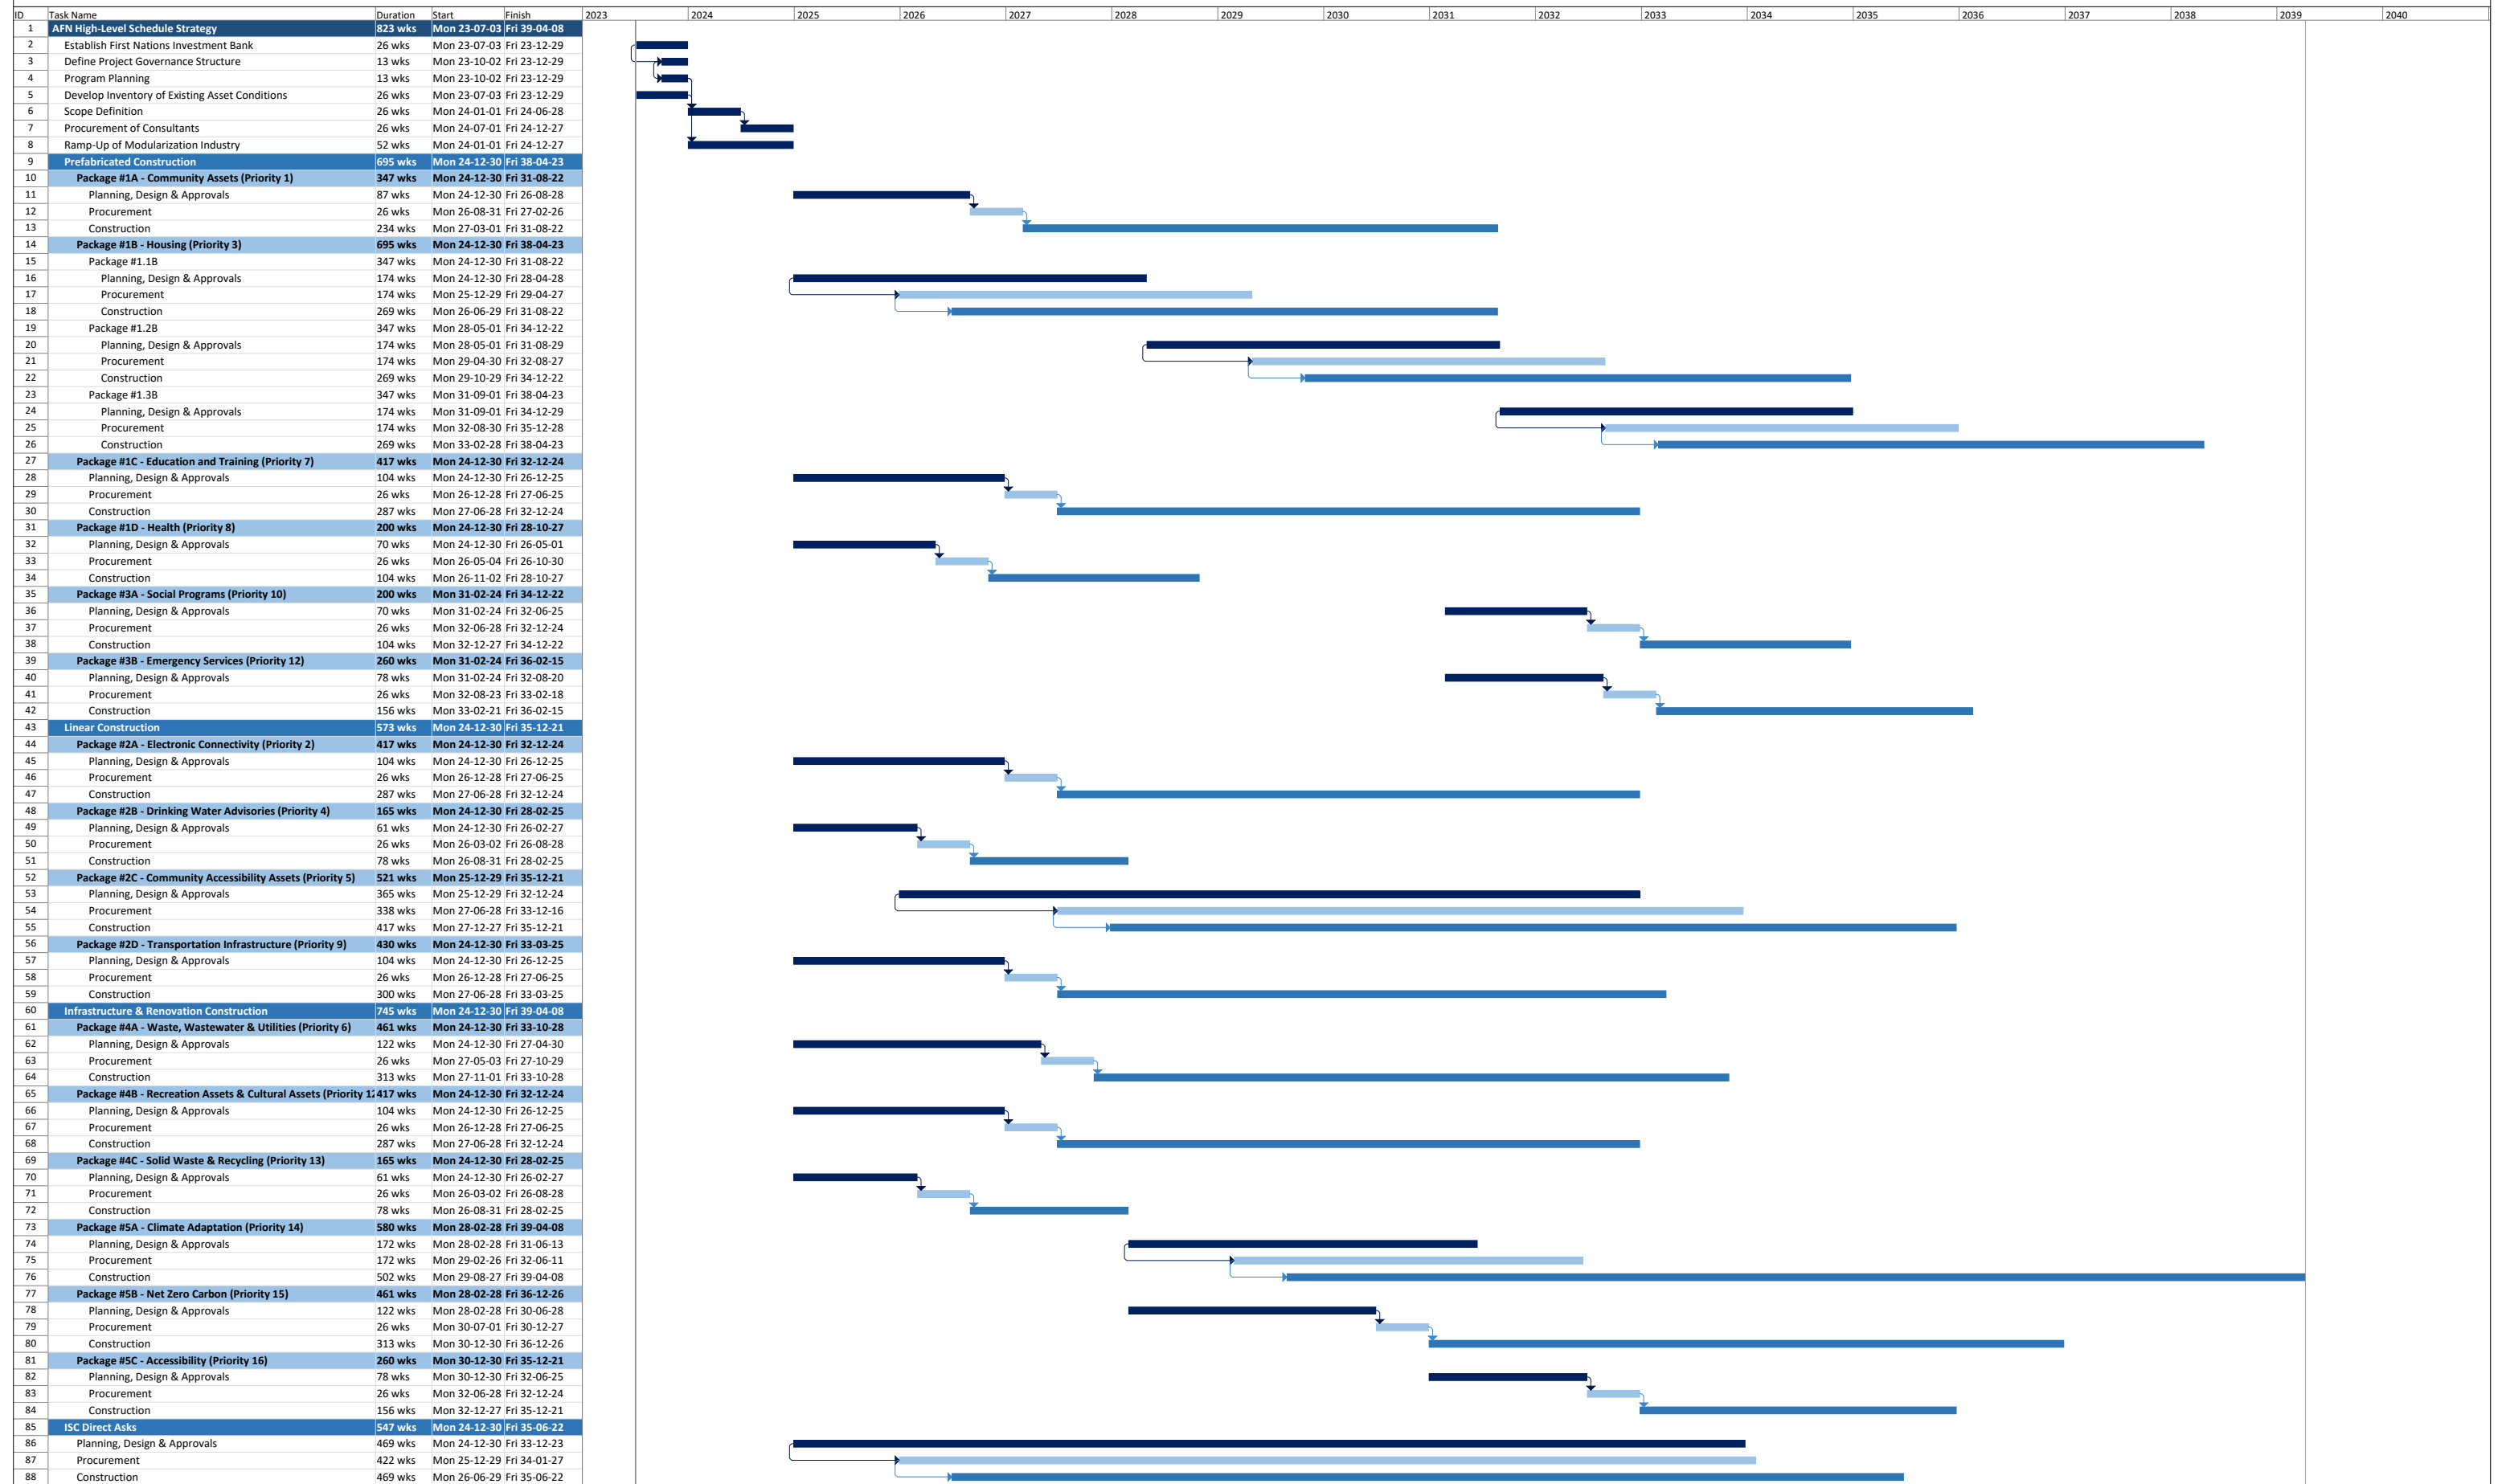 ID Task Name Duration Start Finish 2023 2024 2025 2026 2027 2028 2029 2030 2031 2032 2033 2034 2035 2036 2037 2038 2039 2040
1 AFN High-Level Schedule Strategy 823 wks Mon 23-07-03 Fri 39-04-08
2 Establish First Nations Investment Bank 26 wks Mon 23-07-03 Fri 23-12-29
3 Define Project Governance Structure 13 wks Mon 23-10-02 Fri 23-12-29
4 Program Planning 13 wks Mon 23-10-02 Fri 23-12-29
5 Develop Inventory of Existing Asset Conditions 26 wks Mon 23-07-03 Fri 23-12-29
6 Scope Definition 26 wks Mon 24-01-01 Fri 24-06-28
7 Procurement of Consultants 26 wks Mon 24-07-01 Fri 24-12-27
8 Ramp-Up of Modularization Industry 52 wks Mon 24-01-01 Fri 24-12-27
9 Prefabricated Construction 695 wks Mon 24-12-30 Fri 38-04-23
10 Package #1A - Community Assets (Priority 1) 347 wks Mon 24-12-30 Fri 31-08-22
11 Planning, Design & Approvals 87 wks Mon 24-12-30 Fri 26-08-28
12 Procurement 26 wks Mon 26-08-31 Fri 27-02-26
13 Construction 234 wks Mon 27-03-01 Fri 31-08-22
14 Package #1B - Housing (Priority 3) 695 wks Mon 24-12-30 Fri 38-04-23
15 Package #1.1B 347 wks Mon 24-12-30 Fri 31-08-22
16 Planning, Design & Approvals 174 wks Mon 24-12-30 Fri 28-04-28
17 Procurement 174 wks Mon 25-12-29 Fri 29-04-27
18 Construction 269 wks Mon 26-06-29 Fri 31-08-22
19 Package #1.2B 347 wks Mon 28-05-01 Fri 34-12-22
20 Planning, Design & Approvals 174 wks Mon 28-05-01 Fri 31-08-29
21 Procurement 174 wks Mon 29-04-30 Fri 32-08-27
22 Construction 269 wks Mon 29-10-29 Fri 34-12-22
23 Package #1.3B 347 wks Mon 31-09-01 Fri 38-04-23
24 Planning, Design & Approvals 174 wks Mon 31-09-01 Fri 34-12-29
25 Procurement 174 wks Mon 32-08-30 Fri 35-12-28
26 Construction 269 wks Mon 33-02-28 Fri 38-04-23
27 Package #1C - Education and Training (Priority 7) 417 wks Mon 24-12-30 Fri 32-12-24
28 Planning, Design & Approvals 104 wks Mon 24-12-30 Fri 26-12-25
29 Procurement 26 wks Mon 26-12-28 Fri 27-06-25
30 Construction 287 wks Mon 27-06-28 Fri 32-12-24
31 Package #1D - Health (Priority 8) 200 wks Mon 24-12-30 Fri 28-10-27
32 Planning, Design & Approvals 70 wks Mon 24-12-30 Fri 26-05-01
33 Procurement 26 wks Mon 26-05-04 Fri 26-10-30
34 Construction 104 wks Mon 26-11-02 Fri 28-10-27
35 Package #3A - Social Programs (Priority 10) 200 wks Mon 31-02-24 Fri 34-12-22
36 Planning, Design & Approvals 70 wks Mon 31-02-24 Fri 32-06-25
37 Procurement 26 wks Mon 32-06-28 Fri 32-12-24
38 Construction 104 wks Mon 32-12-27 Fri 34-12-22
39 Package #3B - Emergency Services (Priority 12) 260 wks Mon 31-02-24 Fri 36-02-15
40 Planning, Design & Approvals 78 wks Mon 31-02-24 Fri 32-08-20
41 Procurement 26 wks Mon 32-08-23 Fri 33-02-18
42 Construction 156 wks Mon 33-02-21 Fri 36-02-15
43 Linear Construction 573 wks Mon 24-12-30 Fri 35-12-21
44 Package #2A - Electronic Connectivity (Priority 2) 417 wks Mon 24-12-30 Fri 32-12-24
45 Planning, Design & Approvals 104 wks Mon 24-12-30 Fri 26-12-25
46 Procurement 26 wks Mon 26-12-28 Fri 27-06-25
47 Construction 287 wks Mon 27-06-28 Fri 32-12-24
48 Package #2B - Drinking Water Advisories (Priority 4) 165 wks Mon 24-12-30 Fri 28-02-25
49 Planning, Design & Approvals 61 wks Mon 24-12-30 Fri 26-02-27
50 Procurement 26 wks Mon 26-03-02 Fri 26-08-28
51 Construction 78 wks Mon 26-08-31 Fri 28-02-25
52 Package #2C - Community Accessibility Assets (Priority 5) 521 wks Mon 25-12-29 Fri 35-12-21
53 Planning, Design & Approvals 365 wks Mon 25-12-29 Fri 32-12-24
54 Procurement 338 wks Mon 27-06-28 Fri 33-12-16
55 Construction 417 wks Mon 27-12-27 Fri 35-12-21
56 Package #2D - Transportation Infrastructure (Priority 9) 430 wks Mon 24-12-30 Fri 33-03-25
57 Planning, Design & Approvals 104 wks Mon 24-12-30 Fri 26-12-25
58 Procurement 26 wks Mon 26-12-28 Fri 27-06-25
59 Construction 300 wks Mon 27-06-28 Fri 33-03-25
60 Infrastructure & Renovation Construction 745 wks Mon 24-12-30 Fri 39-04-08
61 Package #4A - Waste, Wastewater & Utilities (Priority 6) 461 wks Mon 24-12-30 Fri 33-10-28
62 Planning, Design & Approvals 122 wks Mon 24-12-30 Fri 27-04-30
63 Procurement 26 wks Mon 27-05-03 Fri 27-10-29
64 Construction 313 wks Mon 27-11-01 Fri 33-10-28
65 Package #4B - Recreation Assets & Cultural Assets (Priority 12 417 wks Mon 24-12-30 Fri 32-12-24
66 Planning, Design & Approvals 104 wks Mon 24-12-30 Fri 26-12-25
67 Procurement 26 wks Mon 26-12-28 Fri 27-06-25
68 Construction 287 wks Mon 27-06-28 Fri 32-12-24
69 Package #4C - Solid Waste & Recycling (Priority 13) 165 wks Mon 24-12-30 Fri 28-02-25
70 Planning, Design & Approvals 61 wks Mon 24-12-30 Fri 26-02-27
71 Procurement 26 wks Mon 26-03-02 Fri 26-08-28
72 Construction 78 wks Mon 26-08-31 Fri 28-02-25
73 Package #5A - Climate Adaptation (Priority 14) 580 wks Mon 28-02-28 Fri 39-04-08
74 Planning, Design & Approvals 172 wks Mon 28-02-28 Fri 31-06-13
75 Procurement 172 wks Mon 29-02-26 Fri 32-06-11
76 Construction 502 wks Mon 29-08-27 Fri 39-04-08
77 Package #5B - Net Zero Carbon (Priority 15) 461 wks Mon 28-02-28 Fri 36-12-26
78 Planning, Design & Approvals 122 wks Mon 28-02-28 Fri 30-06-28
79 Procurement 26 wks Mon 30-07-01 Fri 30-12-27
80 Construction 313 wks Mon 30-12-30 Fri 36-12-26
81 Package #5C - Accessibility (Priority 16) 260 wks Mon 30-12-30 Fri 35-12-21
82 Planning, Design & Approvals 78 wks Mon 30-12-30 Fri 32-06-25
83 Procurement 26 wks Mon 32-06-28 Fri 32-12-24
84 Construction 156 wks Mon 32-12-27 Fri 35-12-21
85 ISC Direct Asks 547 wks Mon 24-12-30 Fri 35-06-22
86 Planning, Design & Approvals 469 wks Mon 24-12-30 Fri 33-12-23
87 Procurement 422 wks Mon 25-12-29 Fri 34-01-27
88 Construction 469 wks Mon 26-06-29 Fri 35-06-22